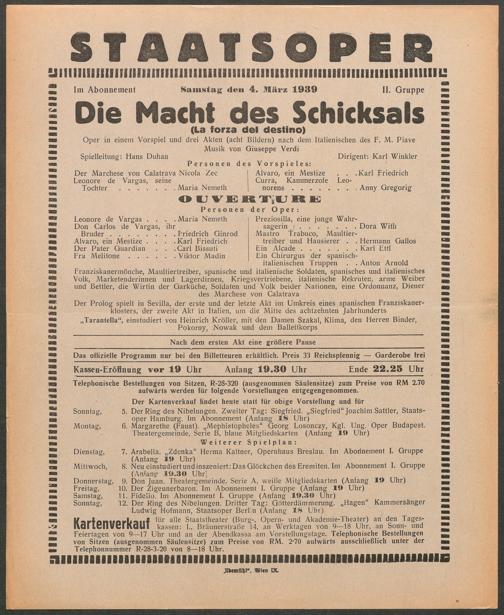 STAATSOPER
Im Abonnement Samstag den 4. März 1939 II. Gruppe
Die Macht des Schicksals
(La forza del destino)
Oper in einem Vorspiel und drei Akten (acht Bildern) nach dem Italienischen des F. M. Piave
Musik von Giuseppe Verdi
Spielleitung: Hans Duhan Dirigent: Karl Winkler
Personen des Vorspieles:
Der Marchese von Calatrava Nicola Zec
Leonore de Vargas, seine
Tochter . . . . . . . Maria Nemeth
Alvaro, ein Mestize . . . Karl Friedrich
Curra, Kammerzofe Leo-
norens . . . . . . . . Anny Gregorig
OUVERTURE
Personen der Oper:
Leonore de Vargas . . . . Maria Nemeth
Don Carlos de Vargas, ihr
Bruder . . . . . . . Friedrich Ginrod
Alvaro, ein Mestize . . . . Karl Friedrich
Der Pater Guardian . . . Carl Bissuti
Fra Melitone . . . . . . Viktor Madin
Preziosilla, eine junge Wahr-
sagerin . . . . . . . . Dora With
Mastro Trabuco, Maultier-
treiber und Hausierer . . Hermann Gallos
Ein Alcade . . . . . . . Karl Ettl
Ein Chirurgus der spanisch-
italienischen Truppen . . . Anton Arnold
Franziskanermönche, Maultiertreiber, spanische und italienische Soldaten, spanisches und italienisches
Volk, Marketenderinnen und Lagerdirnen, Kriegsvertriebene, italienische Rekruten, arme Weiber
und Bettler, die Wirtin der Garküche, Soldaten und Volk beider Nationen, eine Ordonnanz, Diener
des Marchese von Calatrava
Der Prolog spielt in Sevilla, der erste und der letzte Akt im Umkreis eines spanischen Franziskaner-
klosters, der zweite Akt in Italien, um die Mitte des achtzehnten Jahrhunderts
„Tarantella“, einstudiert von Heinrich Kröller, mit den Damen Szakal, Klima, den Herren Binder,
Pokorny, Nowak und dem Ballettkorps
Nach dem ersten Akte eine größere Pause
Das offizielle Programm nur bei den Billetteuren erhältlich. Preis 33 Reichspfennig — Garderobe frei
Kassen-Eröffnung vor 19 Uhr Anfang 19.30 Uhr Ende 22.25 Uhr
Telephonische Bestellungen von Sitzen, R-28-320 (ausgenommen Säulensitze) zum Preise von RM 2.70
aufwärts werden für folgende Vorstellungen entgegengenommen.
Der Kartenverkauf findet heute statt für obige Vorstellung und für
Sonntag, 5. Der Ring des Nibelungen. Zweiter Tag: Siegfried. „Siegfried“ Joachim Sattler, Staats-
oper Hamburg. Im Abonnement (Anfang 18 Uhr)
Montag, 6. Margarethe (Faust). „Mephistopheles“ Georg Losonczy, Kgl. Ung. Oper Budapest.
Theatergemeinde, Serie B, blaue Mitgliedskarten (Anfang 19 Uhr)
Weiterer Spielplan:
Dienstag, 7. Arabella. „Zdenka“ Herma Kaltner, Opernhaus Breslau. Im Abonnement I. Gruppe
(Anfang 19 Uhr)
Mittwoch, 8. Neu einstudiert und inszeniert: Das Glöckchen des Eremiten. Im Abonnement I. Gruppe
(Anfang 19.30 Uhr)
Donnerstag, 9. Don Juan. Theatergemeinde, Serie A, weiße Mitgliedskarten (Anfang 19 Uhr)
Freitag, 10. Der Zigeunerbaron. Im Abonnement I. Gruppe (Anfang 19 Uhr)
Samstag, 11. Fidelio. Im Abonnement I. Gruppe (Anfang 19.30 Uhr)
Sonntag, 12. Der Ring des Nibelungen. Dritter Tag: Götterdämmerung. „Hagen“ Kammersänger
Ludwig Hofmann, Staatsoper Berlin (Anfang 18 Uhr)
Kartenverkauf für alle Staatstheater (Burg-, Opern- und Akademie-Theater) an den Tages-
kassen: I., Bräunerstraße 14, an Werktagen von 9—18 Uhr, an Sonn- und
Feiertagen von 9—17 Uhr und an der Abendkassa am Vorstellungstage. Telephonische Bestellungen
von Sitzen (ausgenommen Säulensitze) zum Preise von RM. 2·70 aufwärts ausschließlich unter der
Telephonnummer R-28-3-20 von 8—18 Uhr.